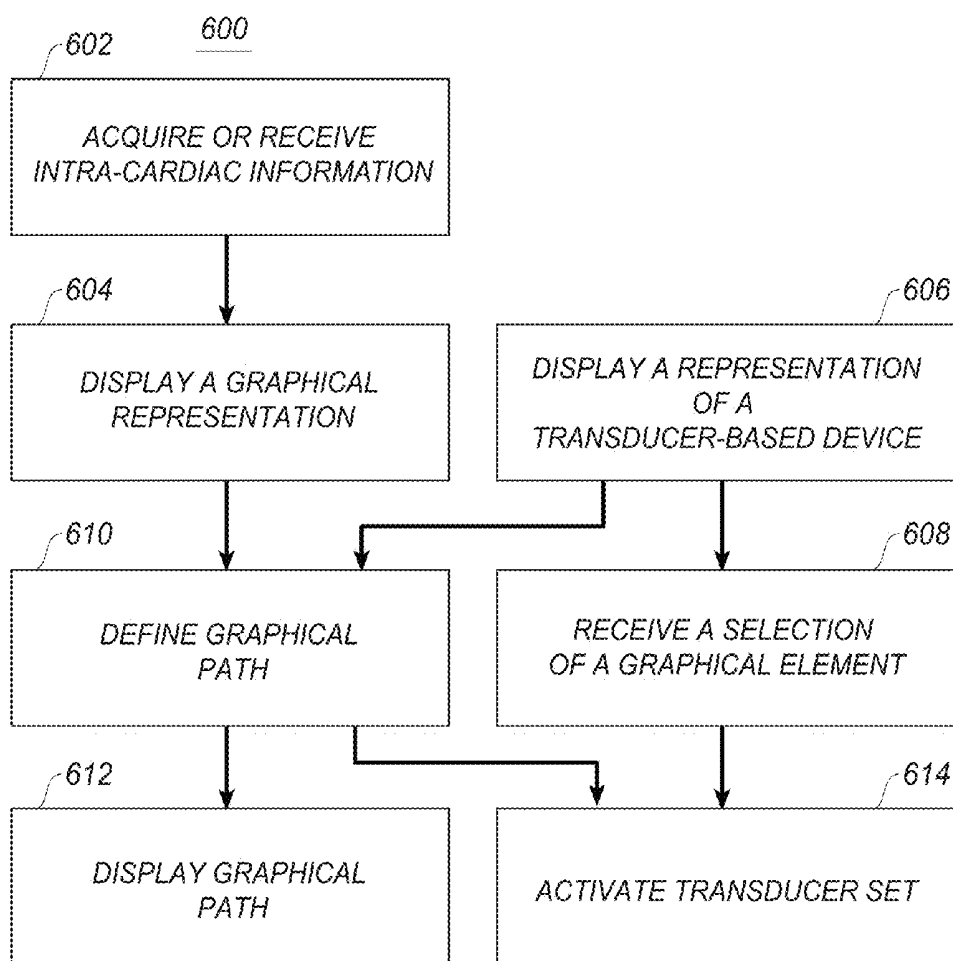 600
602
ACQUIRE OR RECEIVE
INTRA-CARDIAC INFORMATION
604
DISPLAY A GRAPHICAL
REPRESENTATION
606
DISPLAY A REPRESENTATION
OF A
TRANSDUCER-BASED DEVICE
610
DEFINE GRAPHICAL
PATH
608
RECEIVE A SELECTION
OF A GRAPHICAL ELEMENT
612
DISPLAY GRAPHICAL
PATH
614
ACTIVATE TRANSDUCER SET